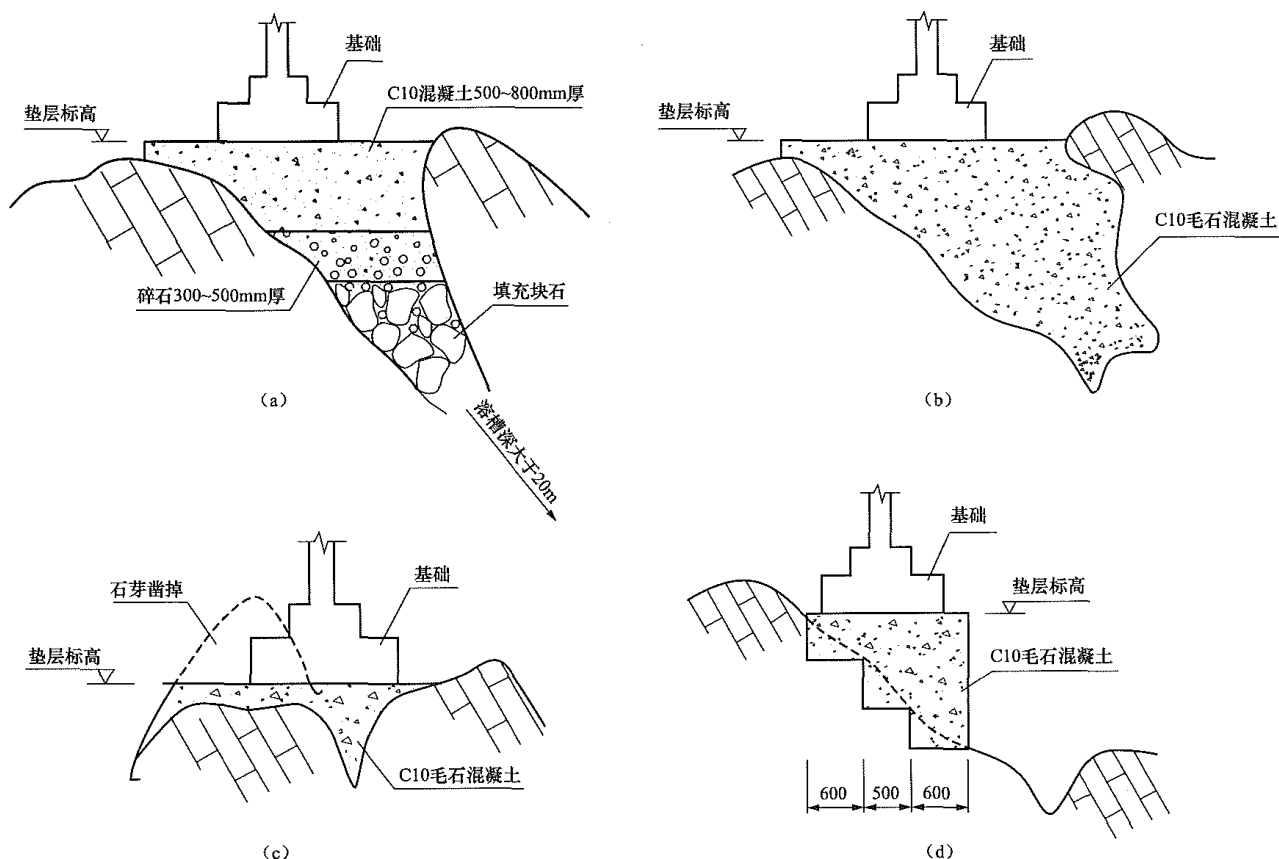 基础
C10混凝土500~800mm厚
垫层标高
碎石300~500mm厚
填充块石
溶槽深大于20m
(a)
基础
垫层标高
C10毛石混凝土
(b)
石芽凿掉
基础
垫层标高
C10毛石混凝土
(c)
基础
垫层标高
C10毛石混凝土
600 500 600
(d)